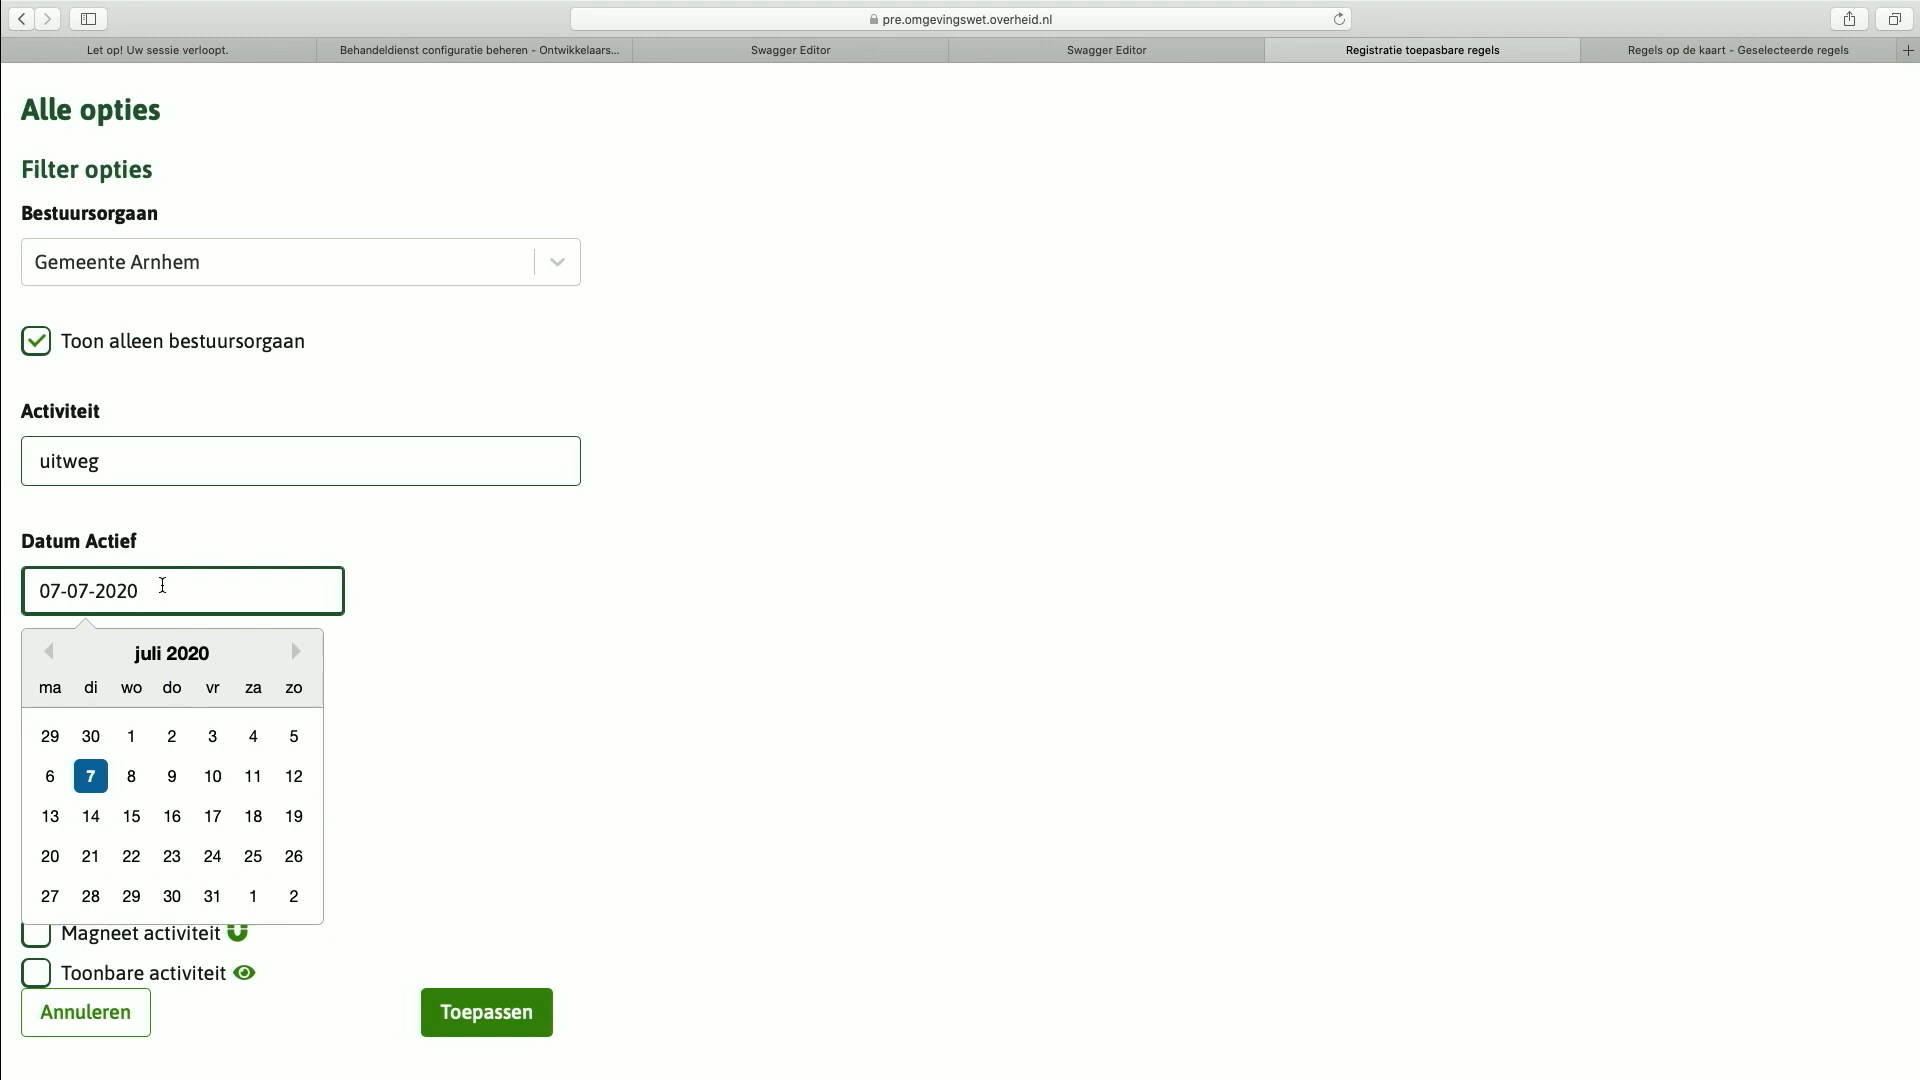 pre.omgevingswet.overheid.nl
Let op! Uw sessie verloopt.
Behandeldienst configuratie beheren - Ontwikkelaars...
Swagger Editor
Swagger Editor
Registratie toepasbare regels
Regels op de kaart - Geselecteerde regels
Alle opties
Filter opties
Bestuursorgaan
Gemeente Arnhem
Toon alleen bestuursorgaan
Activiteit
uitweg
Datum Actief
07-07-2020
juli 2020
ma di wo do vr za zo
29 30 1 2 3 4 5
6 7 8 9 10 11 12
13 14 15 16 17 18 19
20 21 22 23 24 25 26
27 28 29 30 31 1 2
Magneet activiteit
Toonbare activiteit
Annuleren
Toepassen